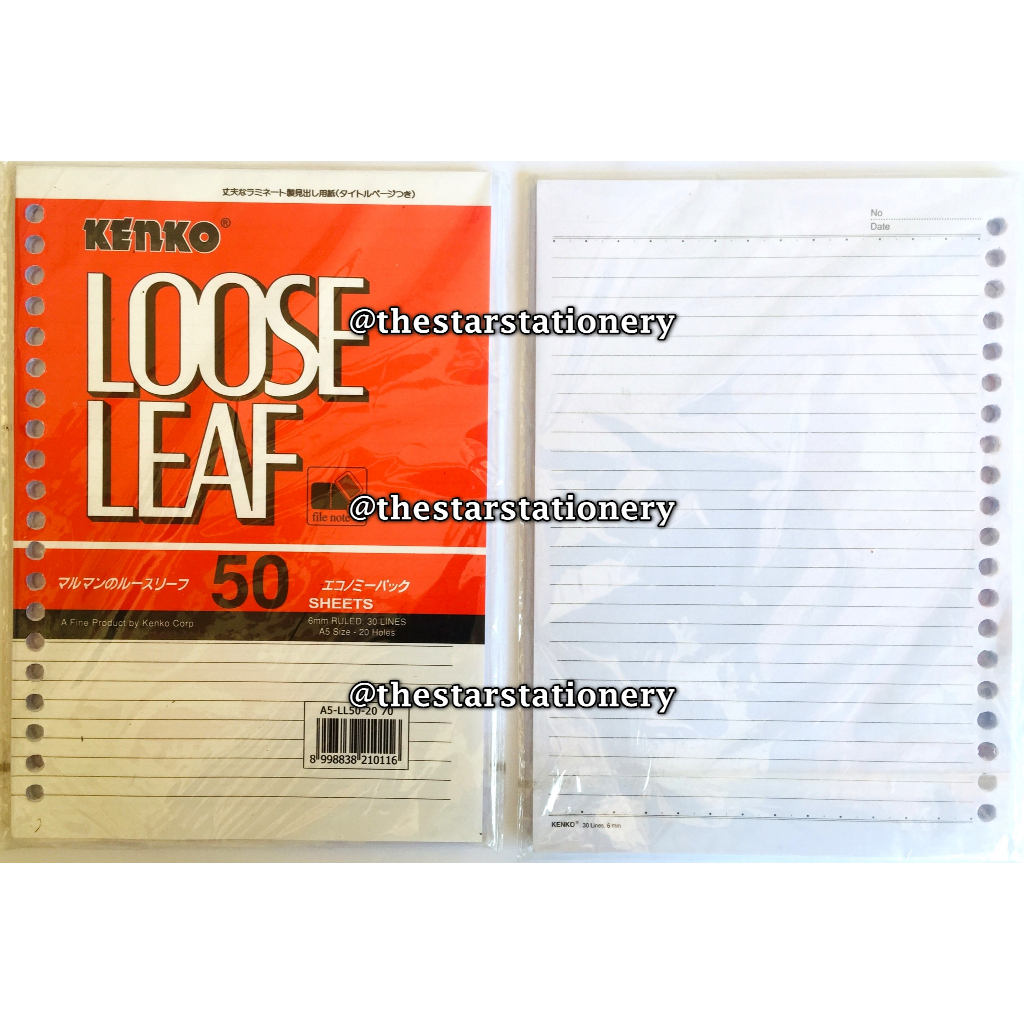 丈夫なラミネート製見出し用紙(タイトルページつき)
KENKO®
LOOSE
LEAF
file note
マルマンのルースリーフ
50
SHEETS
エコノミーパック
A Fine Product by Kenko Corp
6mm RULED 30 LINES
A5 Size - 20 Holes
A5-LL50-20 70
8 998838 210116
No
Date
KENKO® 30 Lines, 6 mm
@thestarstationery
@thestarstationery
@thestarstationery